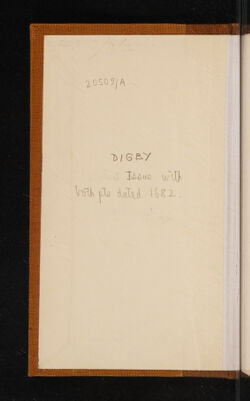 20509/A
DIGBY
Issue with
both pts dated 1682.